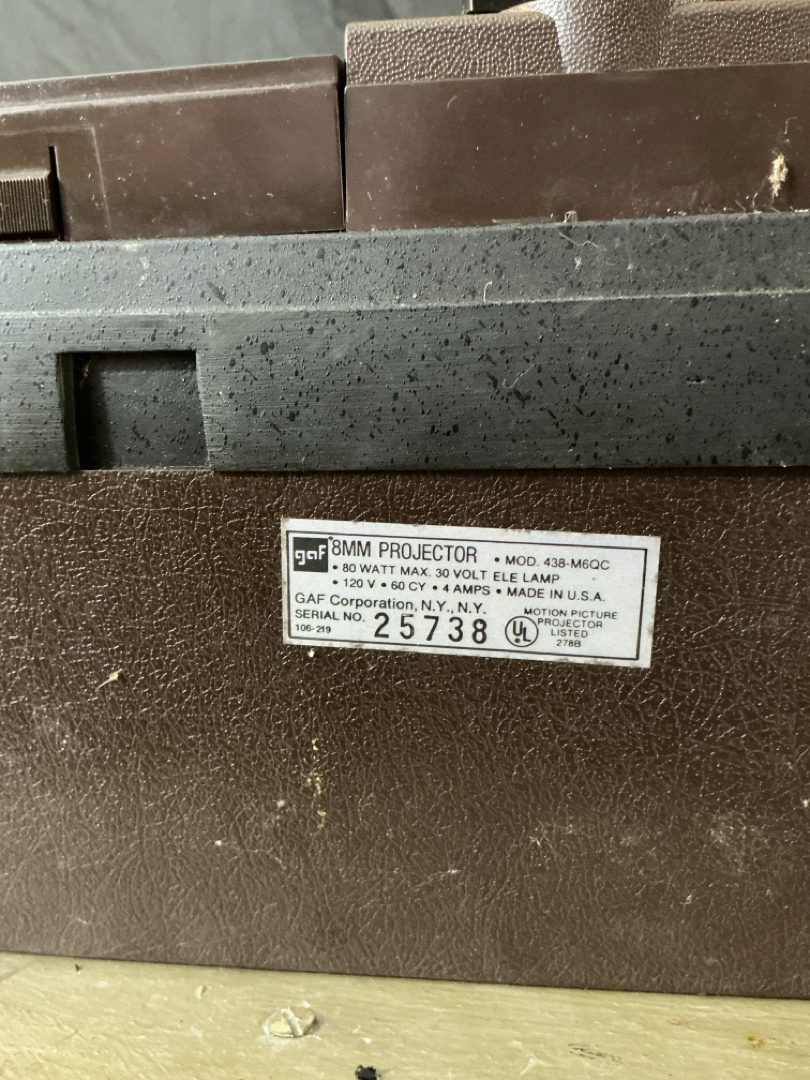 gaf 8MM PROJECTOR • MOD. 438-M6QC
• 80 WATT MAX. 30 VOLT ELE LAMP
• 120 V • 60 CY • 4 AMPS • MADE IN U.S.A.
GAF Corporation, N.Y., N.Y.
SERIAL NO. 25738
106-219
UL
MOTION PICTURE
PROJECTOR
LISTED
278B